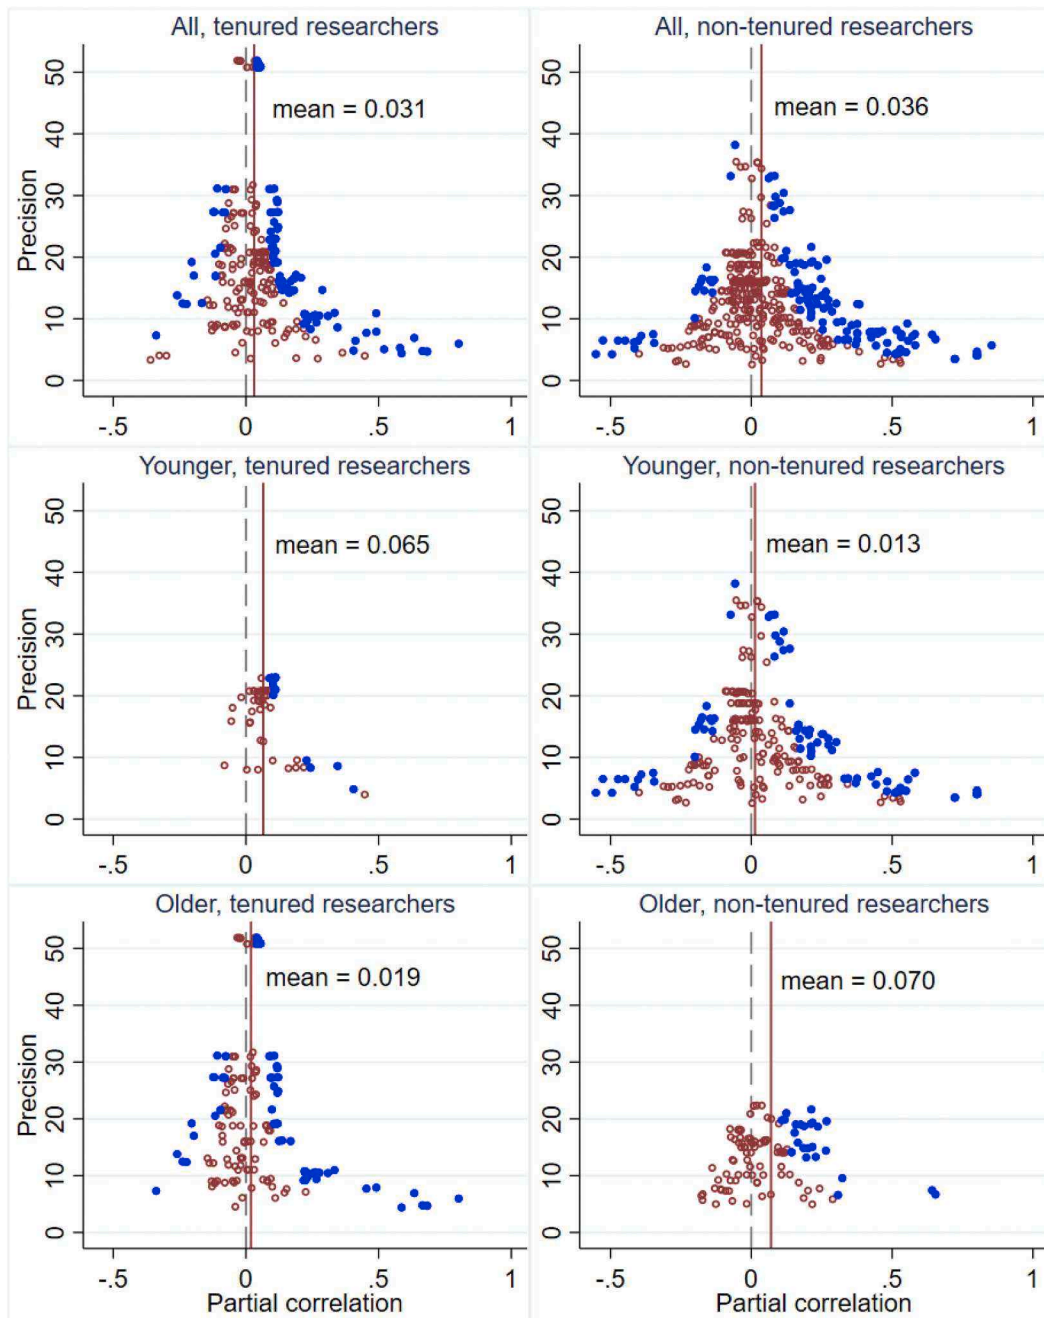 All, tenured researchers
mean = 0.031
Precision
50
40
30
20
10
0
-.5 0 .5 1
All, non-tenured researchers
mean = 0.036
50
40
30
20
10
0
-.5 0 .5 1
Younger, tenured researchers
mean = 0.065
Precision
50
40
30
20
10
0
-.5 0 .5 1
Younger, non-tenured researchers
mean = 0.013
50
40
30
20
10
0
-.5 0 .5 1
Older, tenured researchers
mean = 0.019
Precision
50
40
30
20
10
0
-.5 0 .5 1
Partial correlation
Older, non-tenured researchers
mean = 0.070
50
40
30
20
10
0
-.5 0 .5 1
Partial correlation